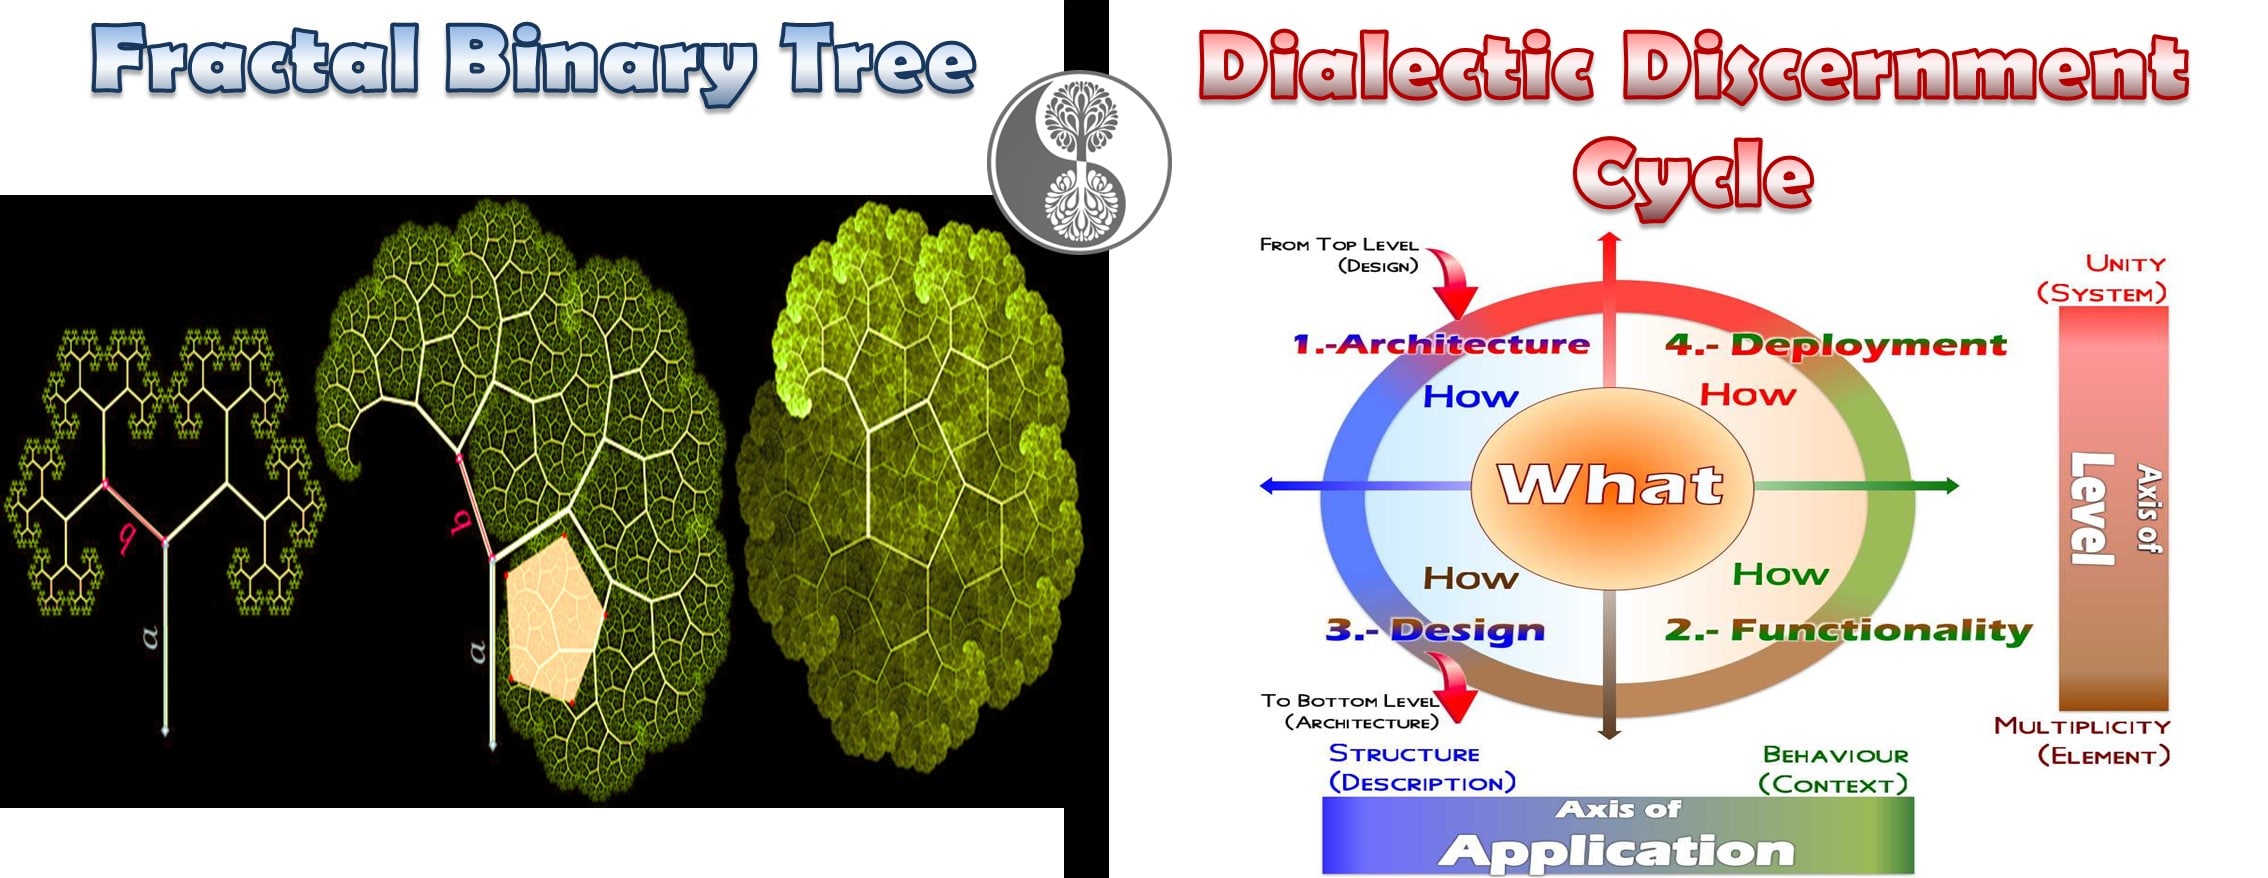 Fractal Binary Tree
b
a
b
a
Dialectic Discernment
Cycle
From Top Level
(Design)
1.-Architecture
How
4.- Deployment
How
What
How
3.- Design
How
2.- Functionality
To Bottom Level
(Architecture)
Unity
(System)
Axis of
Level
Multiplicity
(Element)
Structure
(Description)
Behaviour
(Context)
Axis of
Application